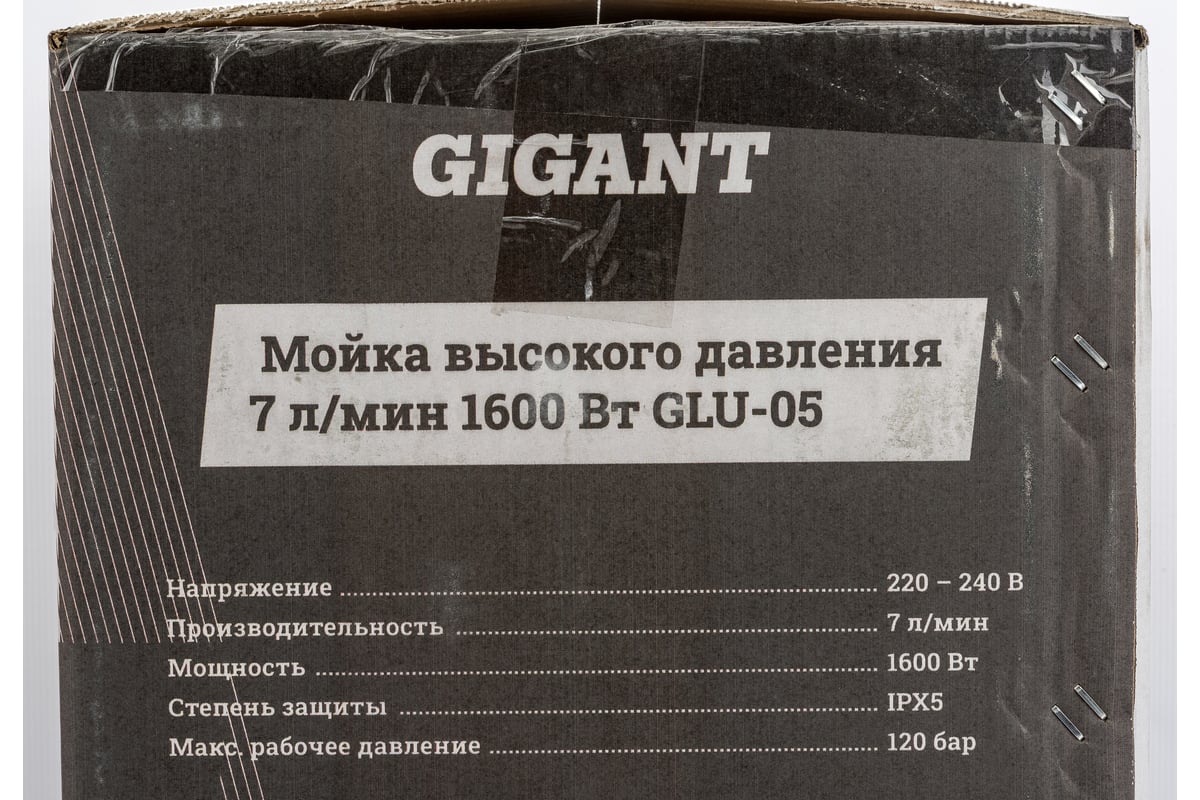 GIGANT
Мойка высокого давления
7 л/мин 1600 Вт GLU-05
Напряжение ........................ 220 – 240 В
Производительность ........................ 7 л/мин
Мощность ........................ 1600 Вт
Степень защиты ........................ IPX5
Макс. рабочее давление ........................ 120 бар